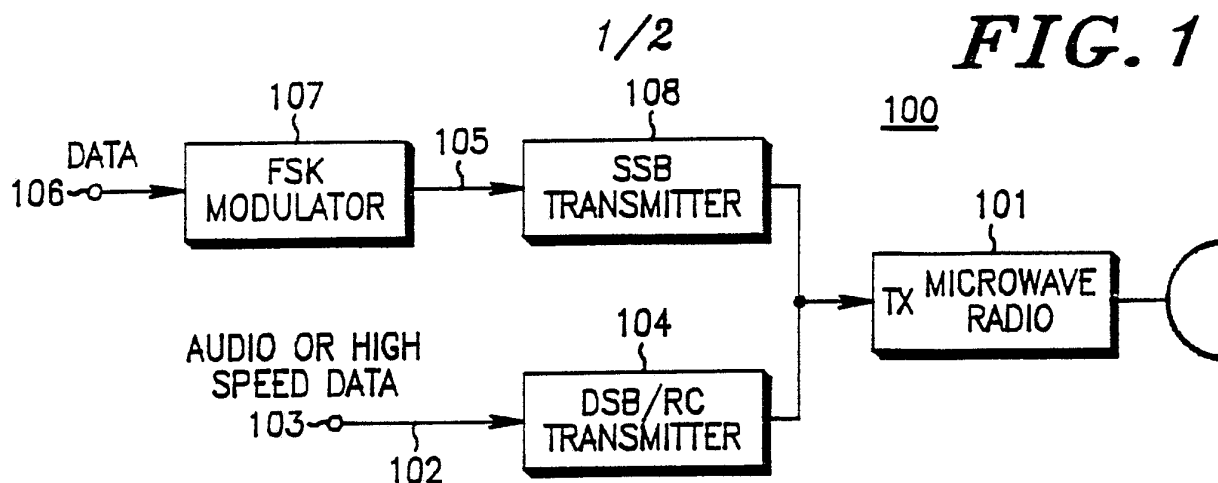 1/2
FIG. 1
100
107
108
105
DATA
106
FSK
MODULATOR
SSB
TRANSMITTER
101
TX
MICROWAVE
RADIO
AUDIO OR HIGH
SPEED DATA
103
102
104
DSB/RC
TRANSMITTER